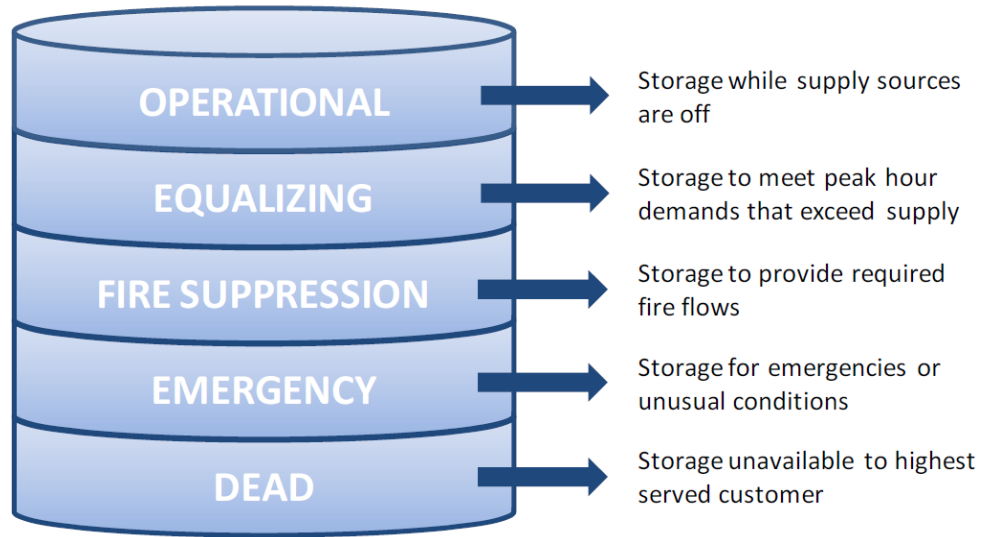 OPERATIONAL
Storage while supply sources
are off
EQUALIZING
Storage to meet peak hour
demands that exceed supply
FIRE SUPPRESSION
Storage to provide required
fire flows
EMERGENCY
Storage for emergencies or
unusual conditions
DEAD
Storage unavailable to highest
served customer